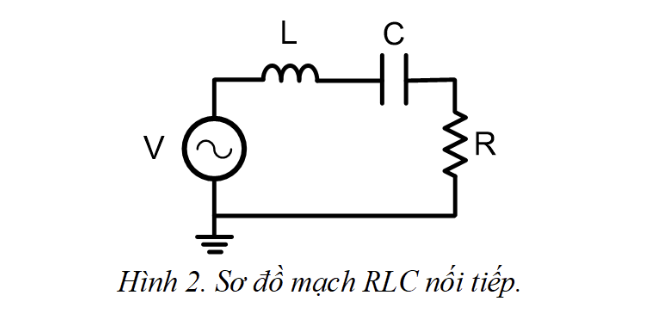 L
C
V
R
Hình 2. Sơ đồ mạch RLC nối tiếp.